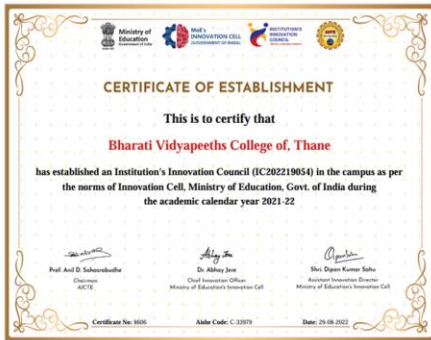 Ministry of
Education
Government of India
MoE's
INNOVATION CELL
(GOVERNMENT OF INDIA)
INSTITUTION'S
INNOVATION
COUNCIL
CERTIFICATE OF ESTABLISHMENT
This is to certify that
Bharati Vidyapeeths College of, Thane
has established an Institution's Innovation Council (IC202219054) in the campus as per
the norms of Innovation Cell, Ministry of Education, Govt. of India during
the academic calendar year 2021-22
Prof. Anil D. Sahasrabudhe
Chairman
AICTE
Dr. Abhay Jere
Chief Innovation Officer
Ministry of Education's Innovation Cell
Shri. Dipan Kumar Sahu
Assistant Innovation Director
Ministry of Education's Innovation Cell
Certificate No: 8606
Aishe Code: C-33979
Date: 29-08-2022